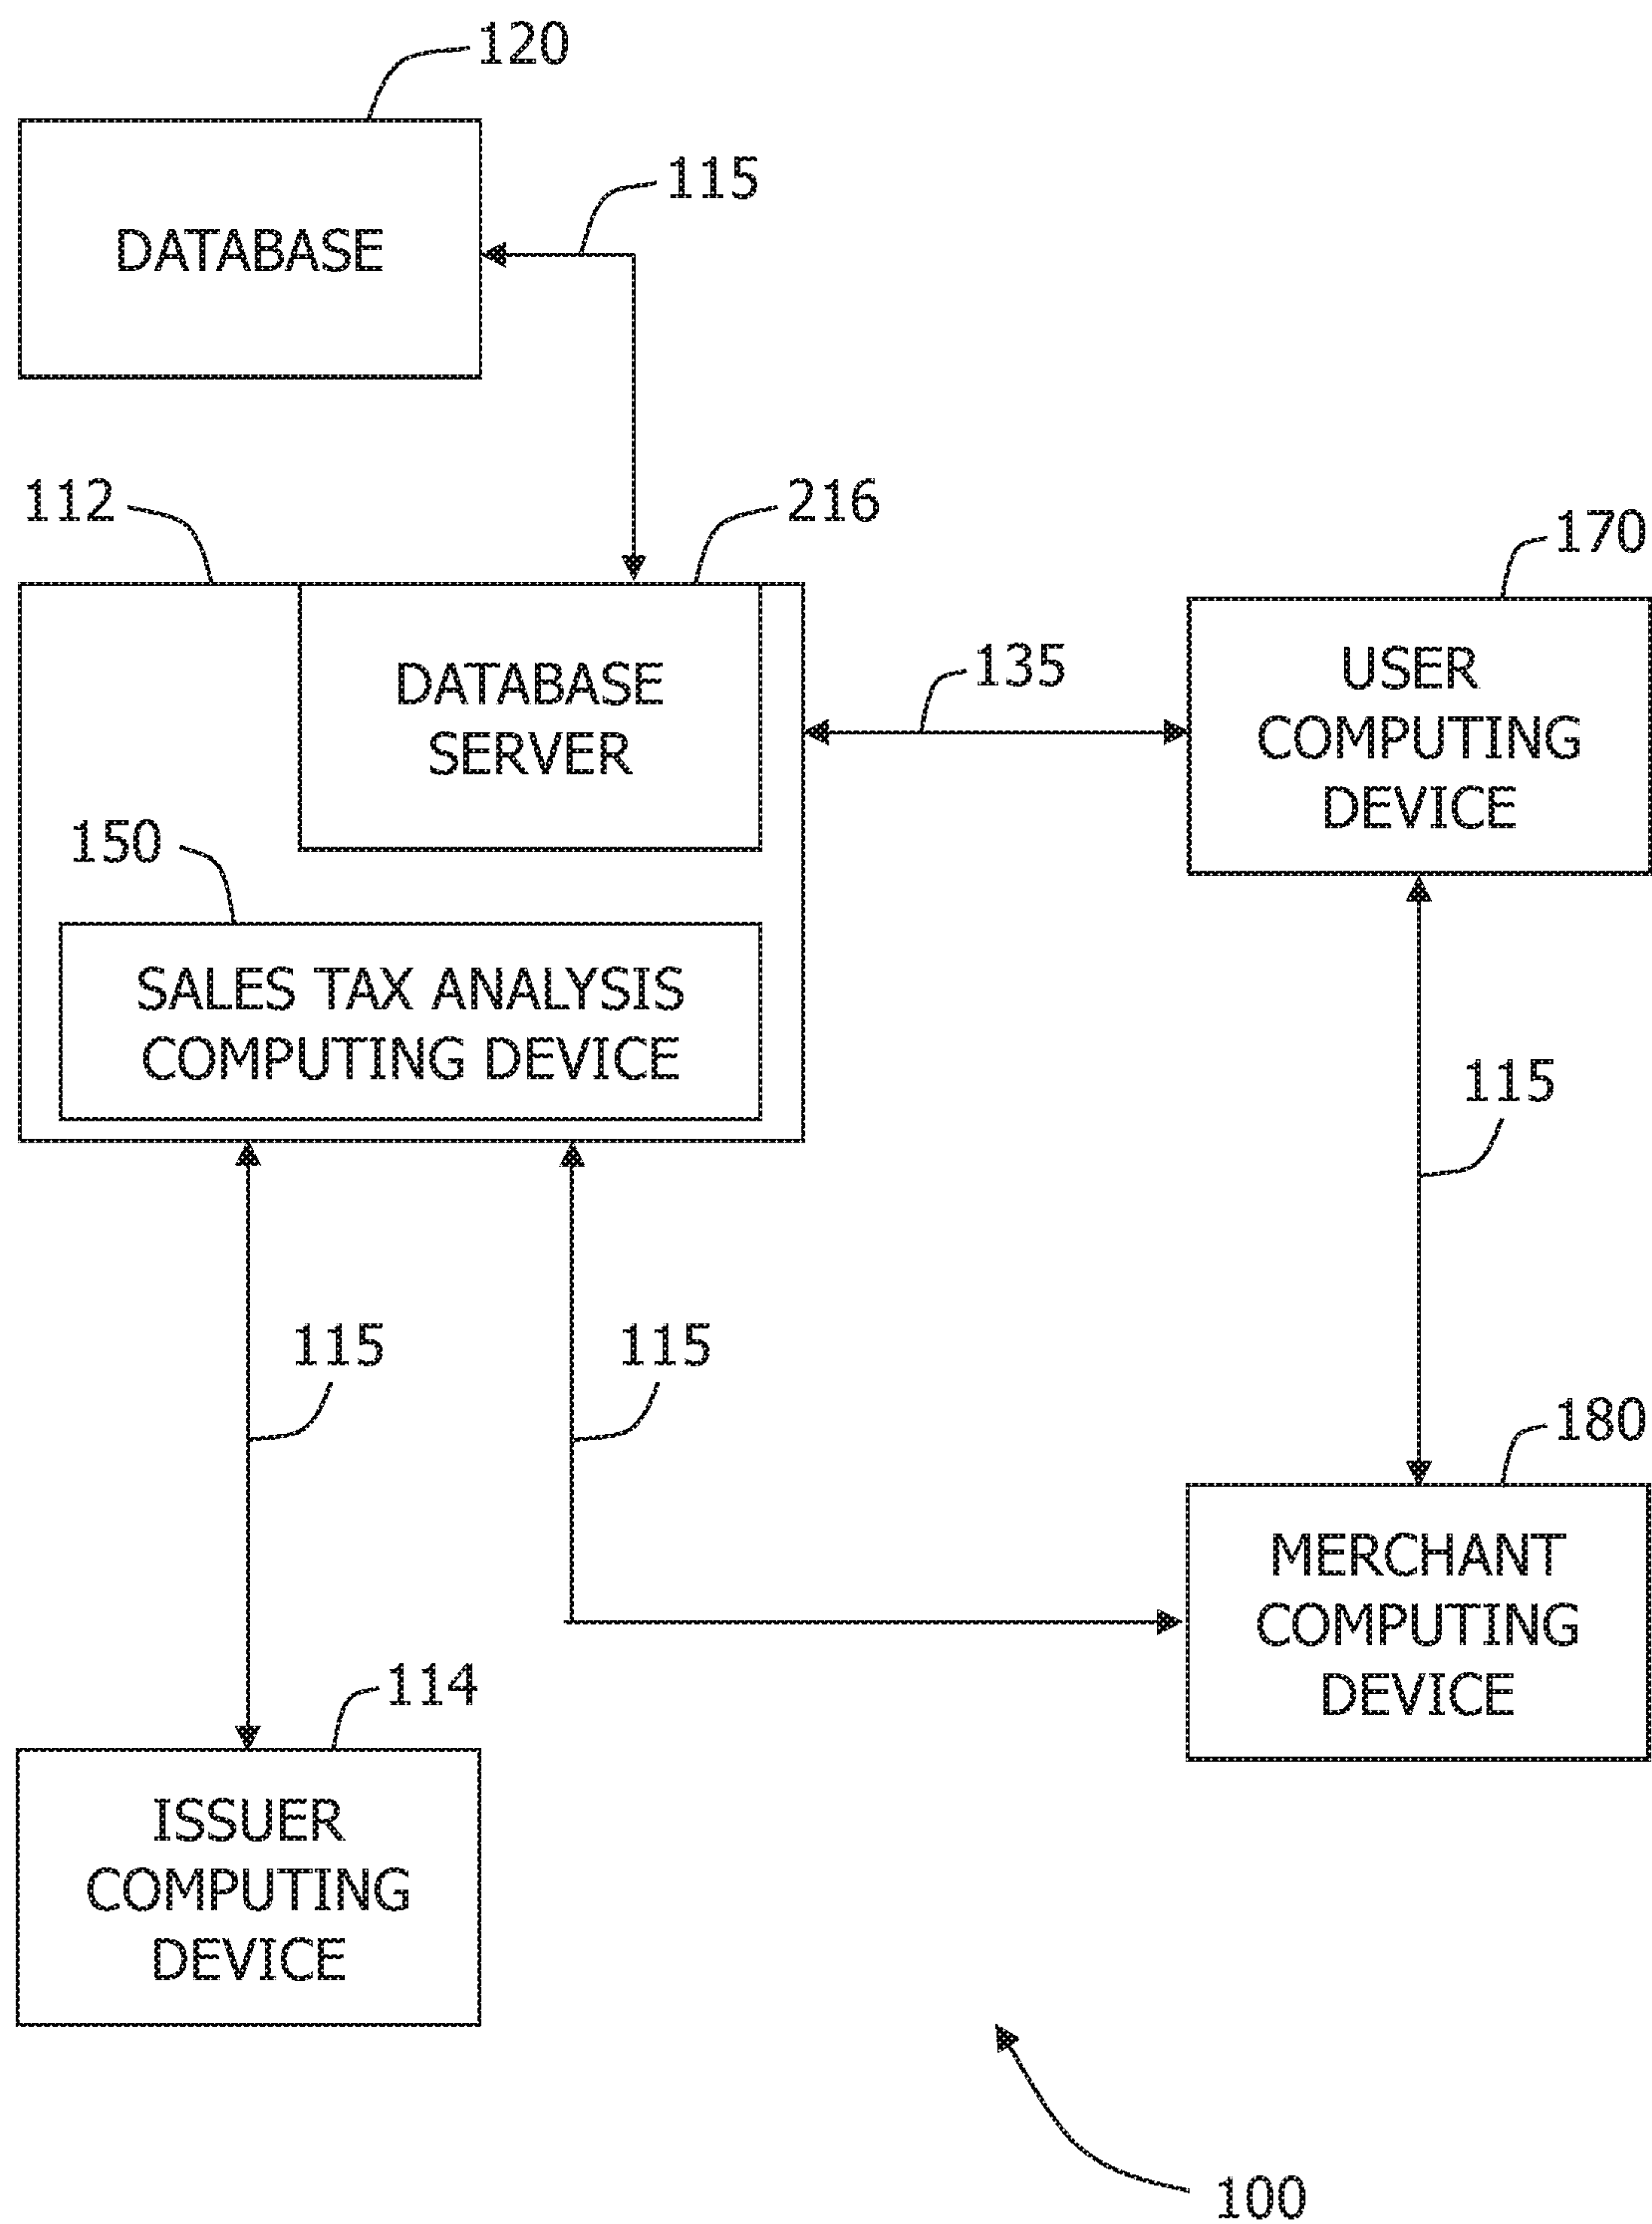 120
115
DATABASE
112
216
170
DATABASE
SERVER
135
USER
COMPUTING
DEVICE
150
SALES TAX ANALYSIS
COMPUTING DEVICE
115
115
115
180
MERCHANT
COMPUTING
DEVICE
114
ISSUER
COMPUTING
DEVICE
100